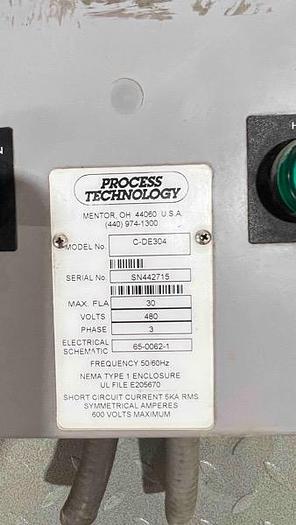 PROCESS
TECHNOLOGY
MENTOR, OH 44060 U.S.A.
(440) 974-1300
MODEL No. C-DE304
SERIAL No. SN442715
MAX. FLA 30
VOLTS 480
PHASE 3
ELECTRICAL
SCHEMATIC 65-0062-1
FREQUENCY 50/60Hz
NEMA TYPE 1 ENCLOSURE
UL FILE E205670
SHORT CIRCUIT CURRENT 5KA RMS
SYMMETRICAL AMPERES
600 VOLTS MAXIMUM